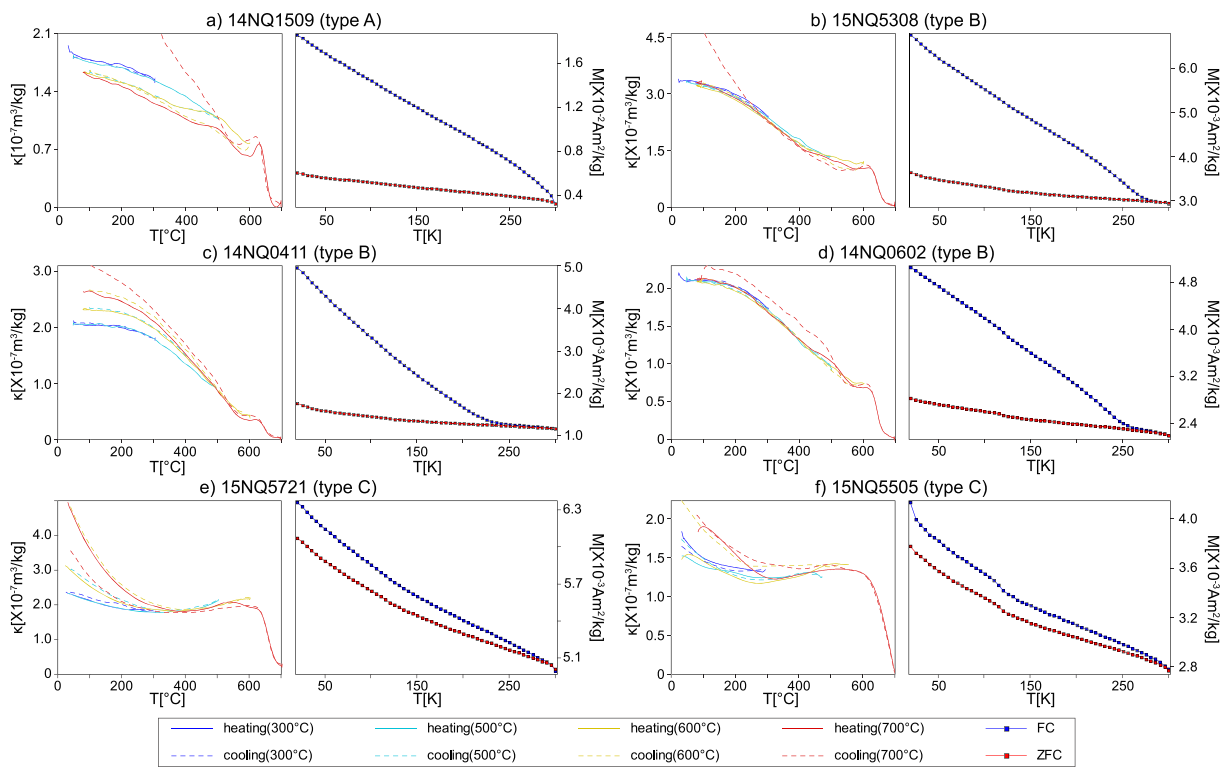 a) 14NQ1509 (type A)
2.1
1.4
0.7
0
κ[10⁻⁷m³/kg]
0 200 400 600
T[°C]
1.6
1.2
0.8
0.4
M[X10⁻²Am²/kg]
50 150 250
T[K]
b) 15NQ5308 (type B)
4.5
3.0
1.5
0
κ[X10⁻⁷m³/kg]
0 200 400 600
T[°C]
6.0
5.0
4.0
3.0
M[X10⁻³Am²/kg]
50 150 250
T[K]
c) 14NQ0411 (type B)
3.0
2.0
1.0
0
κ[X10⁻⁷m³/kg]
0 200 400 600
T[°C]
5.0
4.0
3.0
2.0
1.0
M[X10⁻³Am²/kg]
50 150 250
T[K]
d) 14NQ0602 (type B)
2.0
1.5
1.0
0.5
0
κ[X10⁻⁷m³/kg]
0 200 400 600
T[°C]
4.8
4.0
3.2
2.4
M[X10⁻³Am²/kg]
50 150 250
T[K]
e) 15NQ5721 (type C)
4.0
3.0
2.0
1.0
0
κ[X10⁻⁷m³/kg]
0 200 400 600
T[°C]
6.3
5.7
5.1
M[X10⁻³Am²/kg]
50 150 250
T[K]
f) 15NQ5505 (type C)
2.0
1.5
1.0
0.5
0
κ[X10⁻⁷m³/kg]
0 200 400 600
T[°C]
4.0
3.6
3.2
2.8
M[X10⁻³Am²/kg]
50 150 250
T[K]
heating(300°C) heating(500°C) heating(600°C) heating(700°C) FC
cooling(300°C) cooling(500°C) cooling(600°C) cooling(700°C) ZFC